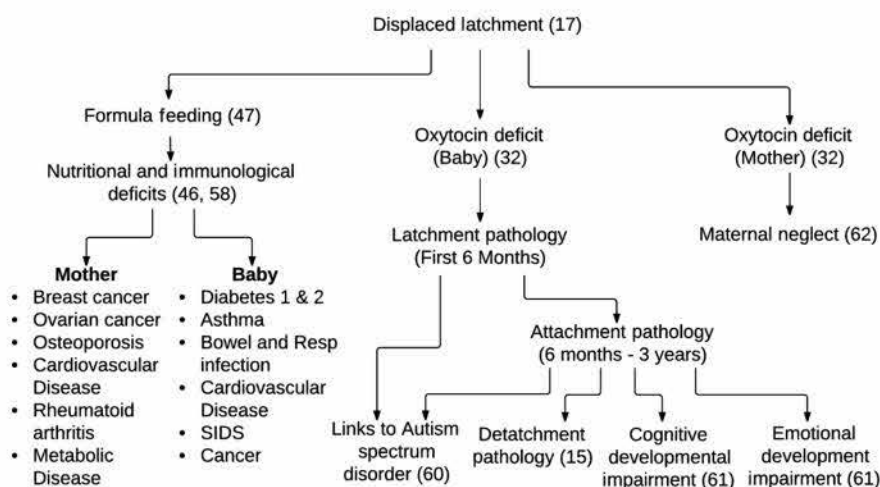 Displaced latchment (17)
Formula feeding (47)
Oxytocin deficit
(Baby) (32)
Oxytocin deficit
(Mother) (32)
Nutritional and immunological
deficits (46, 58)
Latchment pathology
(First 6 Months)
Maternal neglect (62)
Mother
• Breast cancer
• Ovarian cancer
• Osteoporosis
• Cardiovascular
Disease
• Rheumatoid
arthritis
• Metabolic
Disease
Baby
• Diabetes 1 & 2
• Asthma
• Bowel and Resp
infection
• Cardiovascular
Disease
• SIDS
• Cancer
Attachment pathology
(6 months - 3 years)
Links to Autism
spectrum
disorder (60)
Detatchment
pathology (15)
Cognitive
developmental
impairment (61)
Emotional
development
impairment (61)